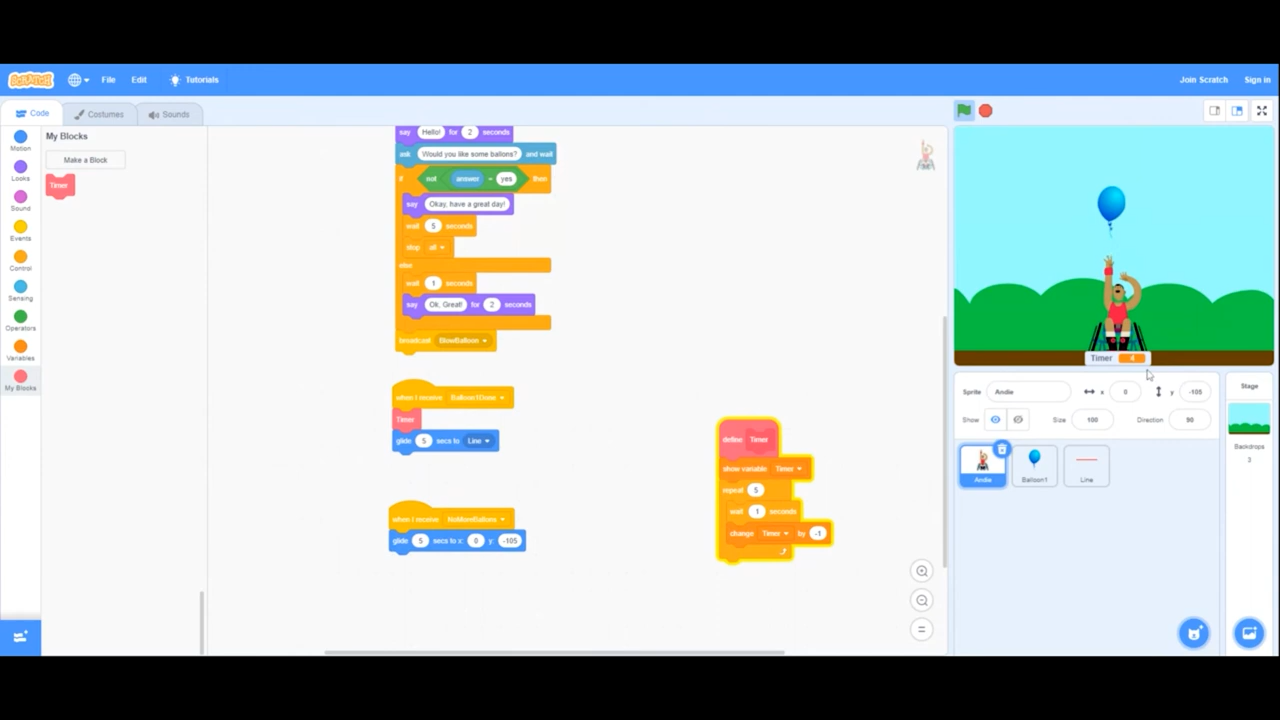 SCRATCH File Edit Tutorials Join Scratch Sign in
Code Costumes Sounds
My Blocks
Make a Block
Timer
Motion
Looks
Sound
Events
Control
Sensing
Operators
Variables
My Blocks
say Hello! for 2 seconds
ask Would you like some ballons? and wait
if not answer = yes then
say Okay, have a great day!
wait 5 seconds
stop all
else
wait 1 seconds
say Ok, Great! for 2 seconds
broadcast BlowBalloon
when I receive Balloon1Done
Timer
glide 5 secs to Line
when I receive NoMoreBallons
glide 5 secs to x: 0 y: -105
define Timer
show variable Timer
repeat 5
wait 1 seconds
change Timer by -1
Timer 4
Sprite Andie x 0 y -105
Show Size 100 Direction 90
Andie Balloon1 Line
Stage
Backdrops
3